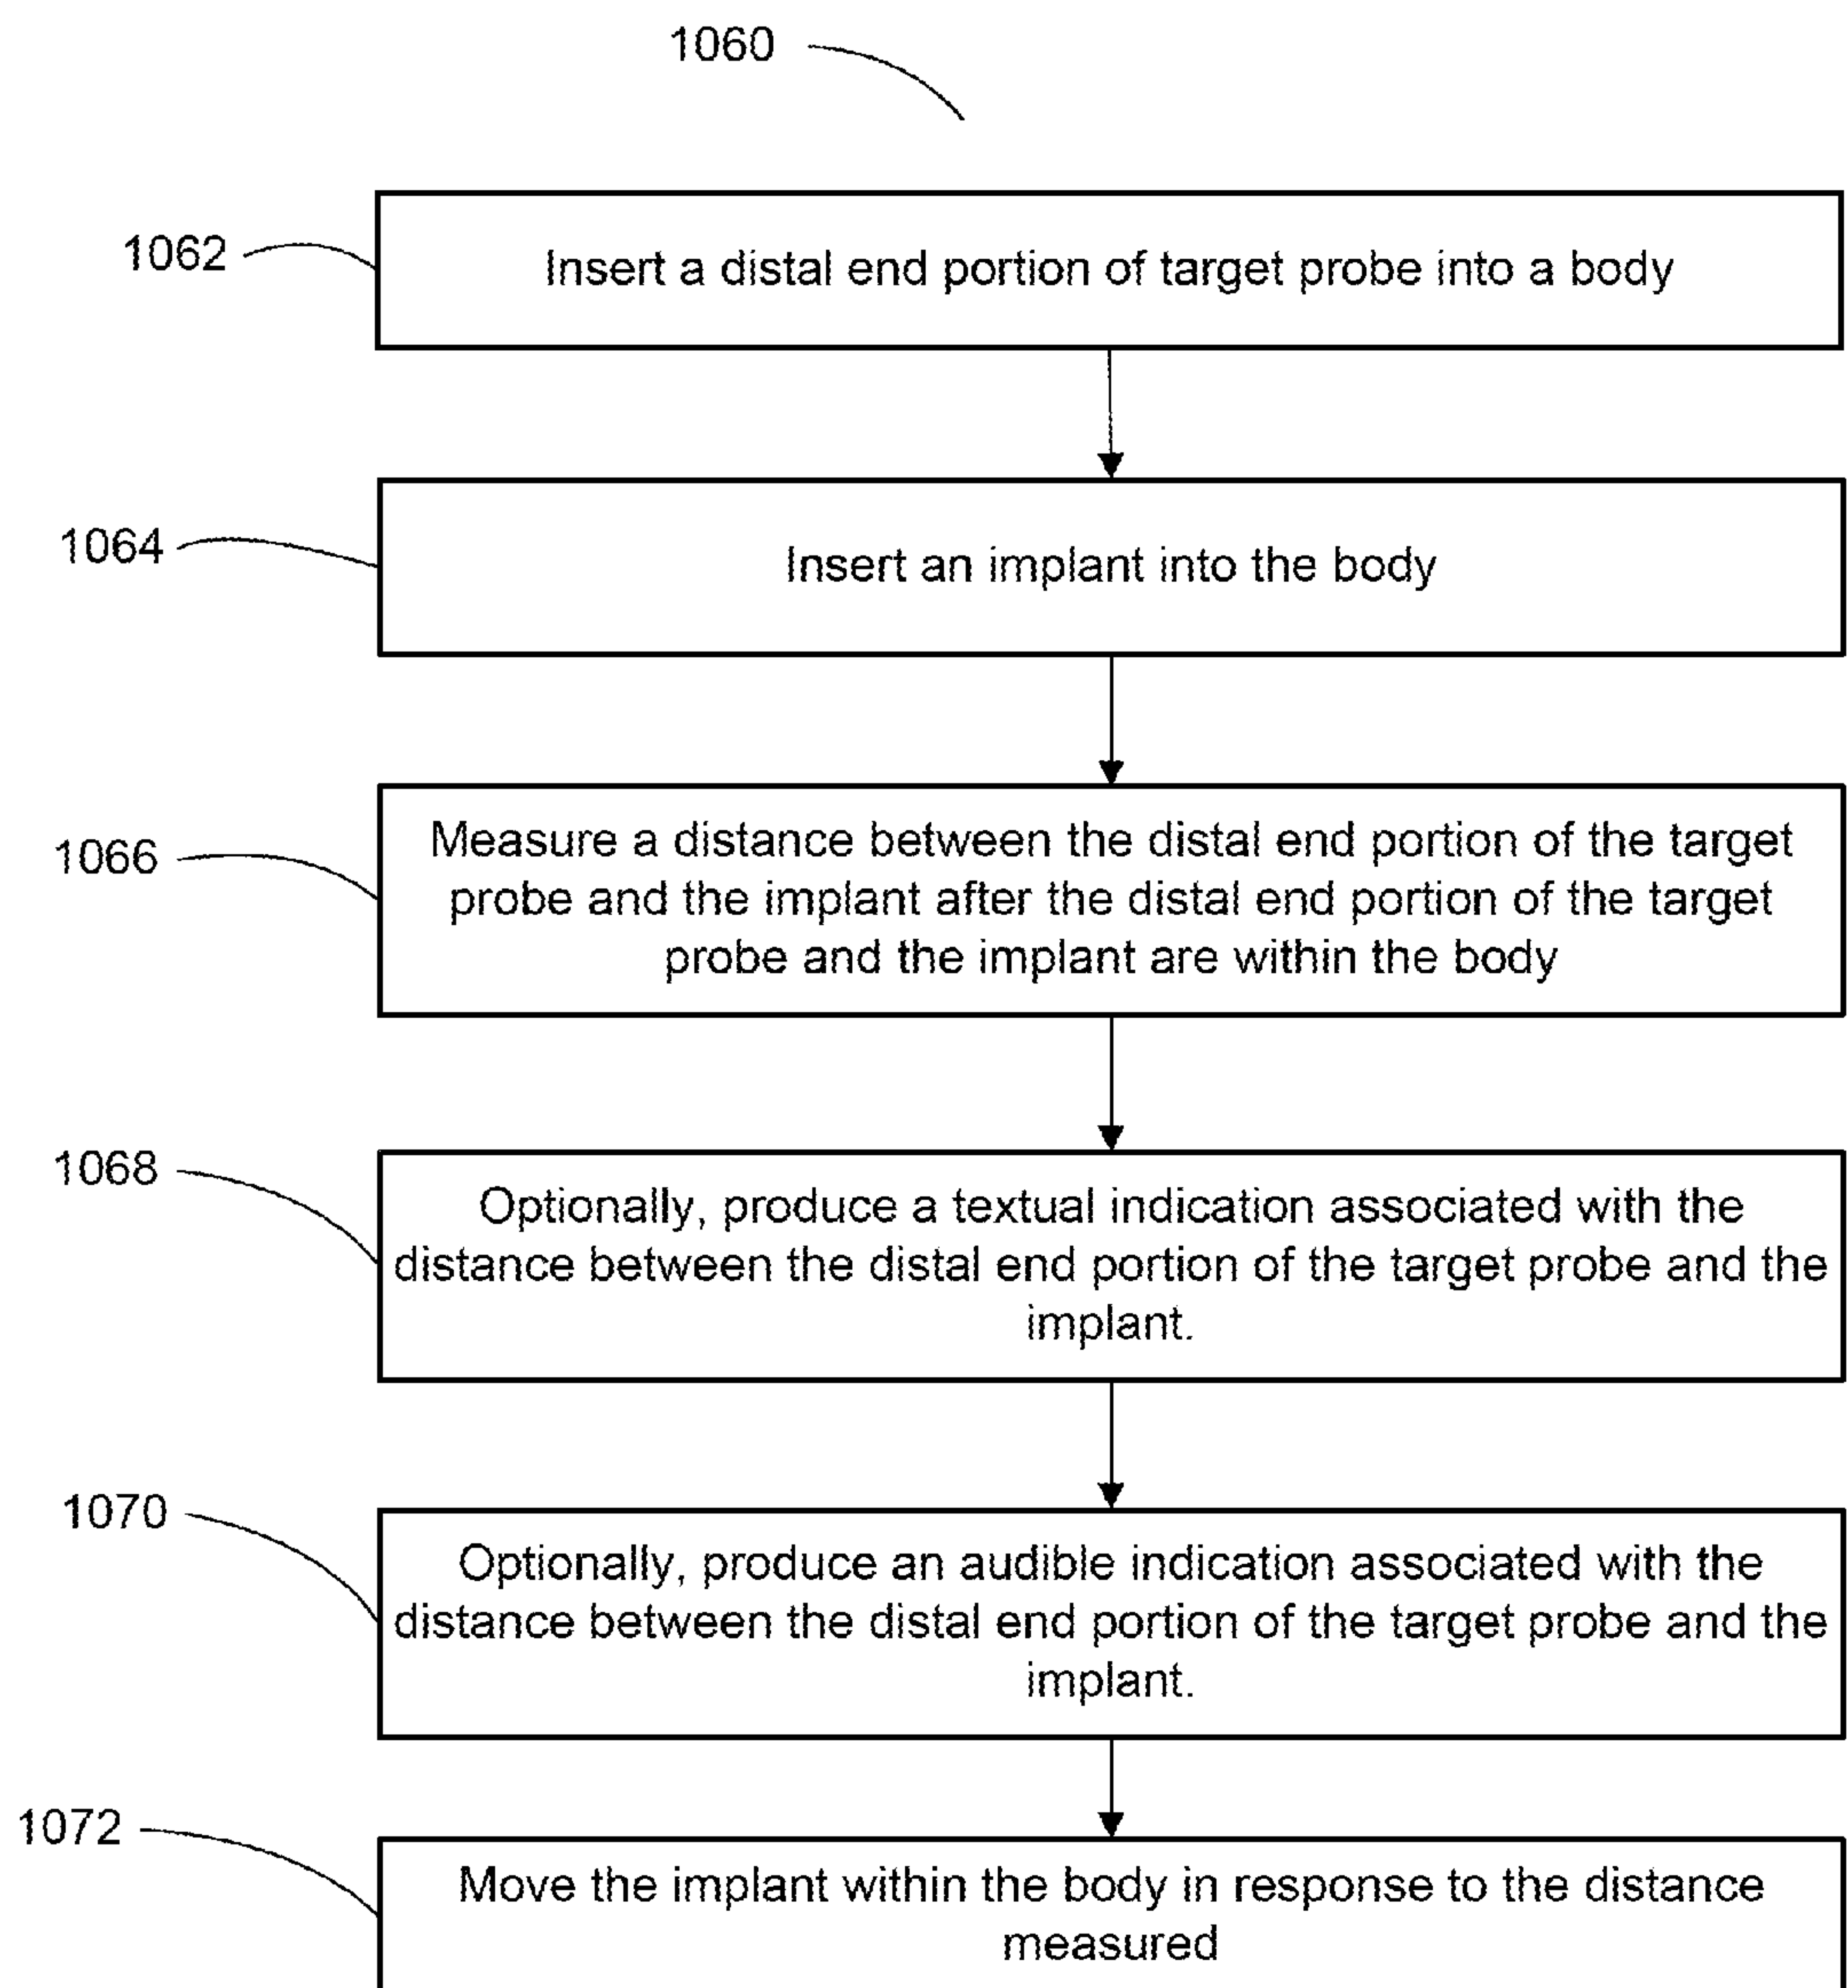 1060
1062
Insert a distal end portion of target probe into a body
1064
Insert an implant into the body
1066
Measure a distance between the distal end portion of the target
probe and the implant after the distal end portion of the target
probe and the implant are within the body
1068
Optionally, produce a textual indication associated with the
distance between the distal end portion of the target probe and the
implant.
1070
Optionally, produce an audible indication associated with the
distance between the distal end portion of the target probe and the
implant.
1072
Move the implant within the body in response to the distance
measured